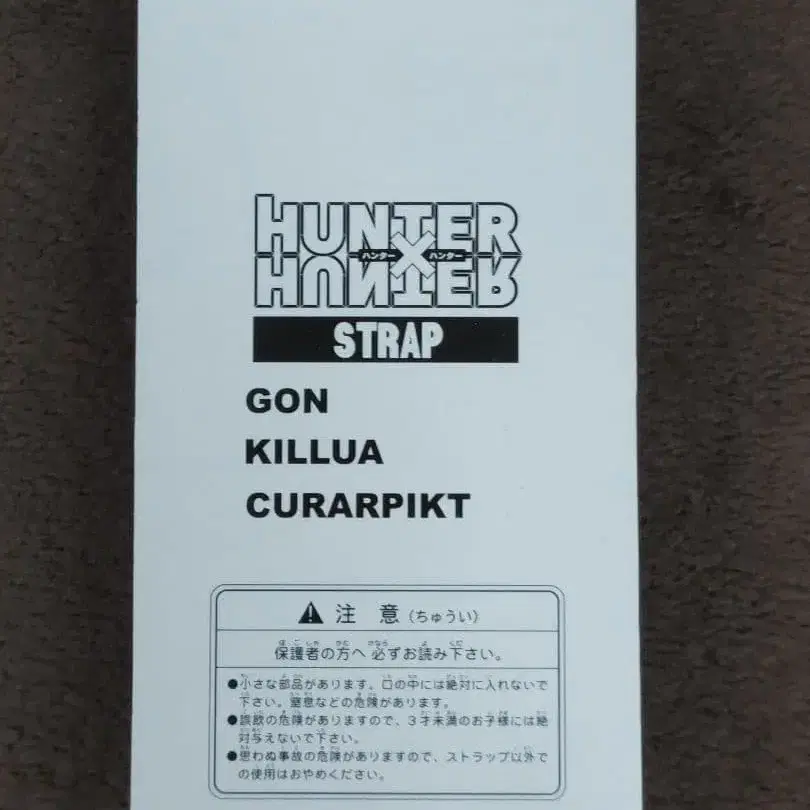 HUNTER
ハンター × ハンター
HUNTER
STRAP
GON
KILLUA
CURARPIKT
注 意 (ちゅうい)
保護者の方へ 必ずお読み下さい。
●小さな部品があります。口の中には絶対に入れないで
下さい。窒息などの危険があります。
●誤飲の危険がありますので、3才未満のお子様には絶
対与えないで下さい。
●思わぬ事故の危険がありますので、ストラップ以外で
の使用はおやめください。